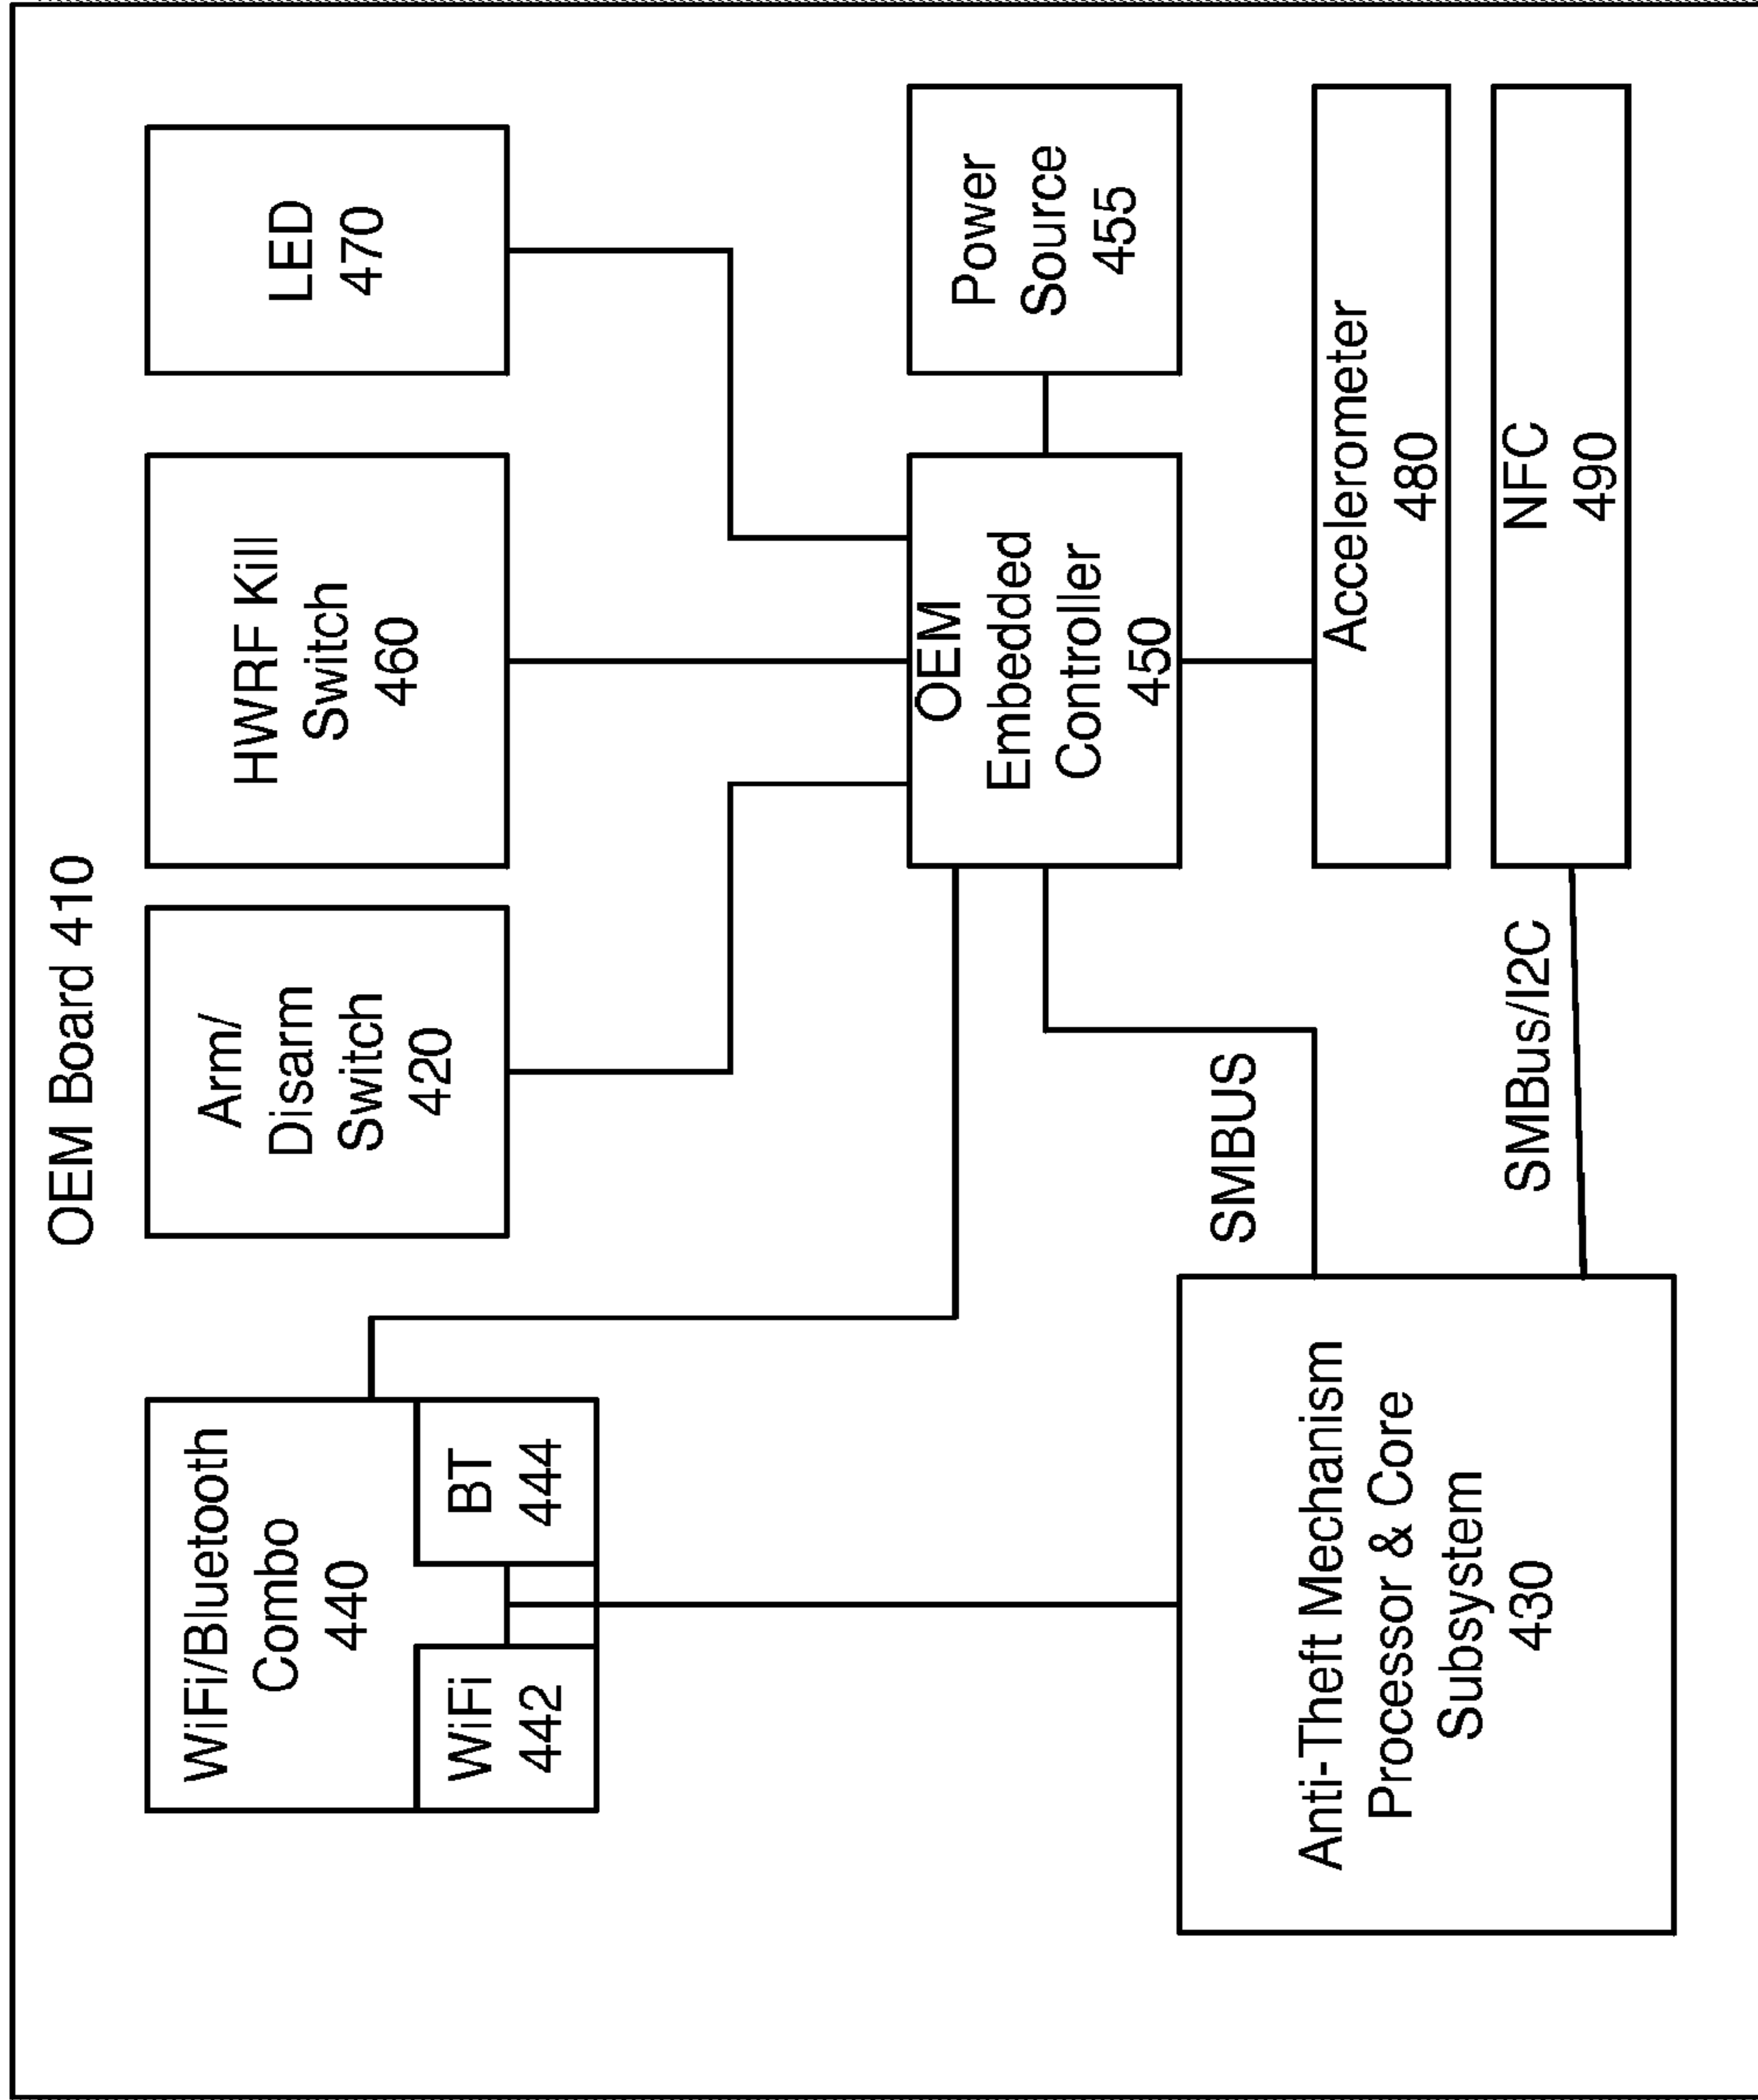 OEM Board 410
WiFi/Bluetooth
Combo
440
WiFi
442
BT
444
Arm/
Disarm
Switch
420
HWRF Kill
Switch
460
LED
470
OEM
Embedded
Controller
450
Power
Source
455
SMBUS
Anti-Theft Mechanism
Processor & Core
Subsystem
430
Accelerometer
480
SMBus/I2C
NFC
490